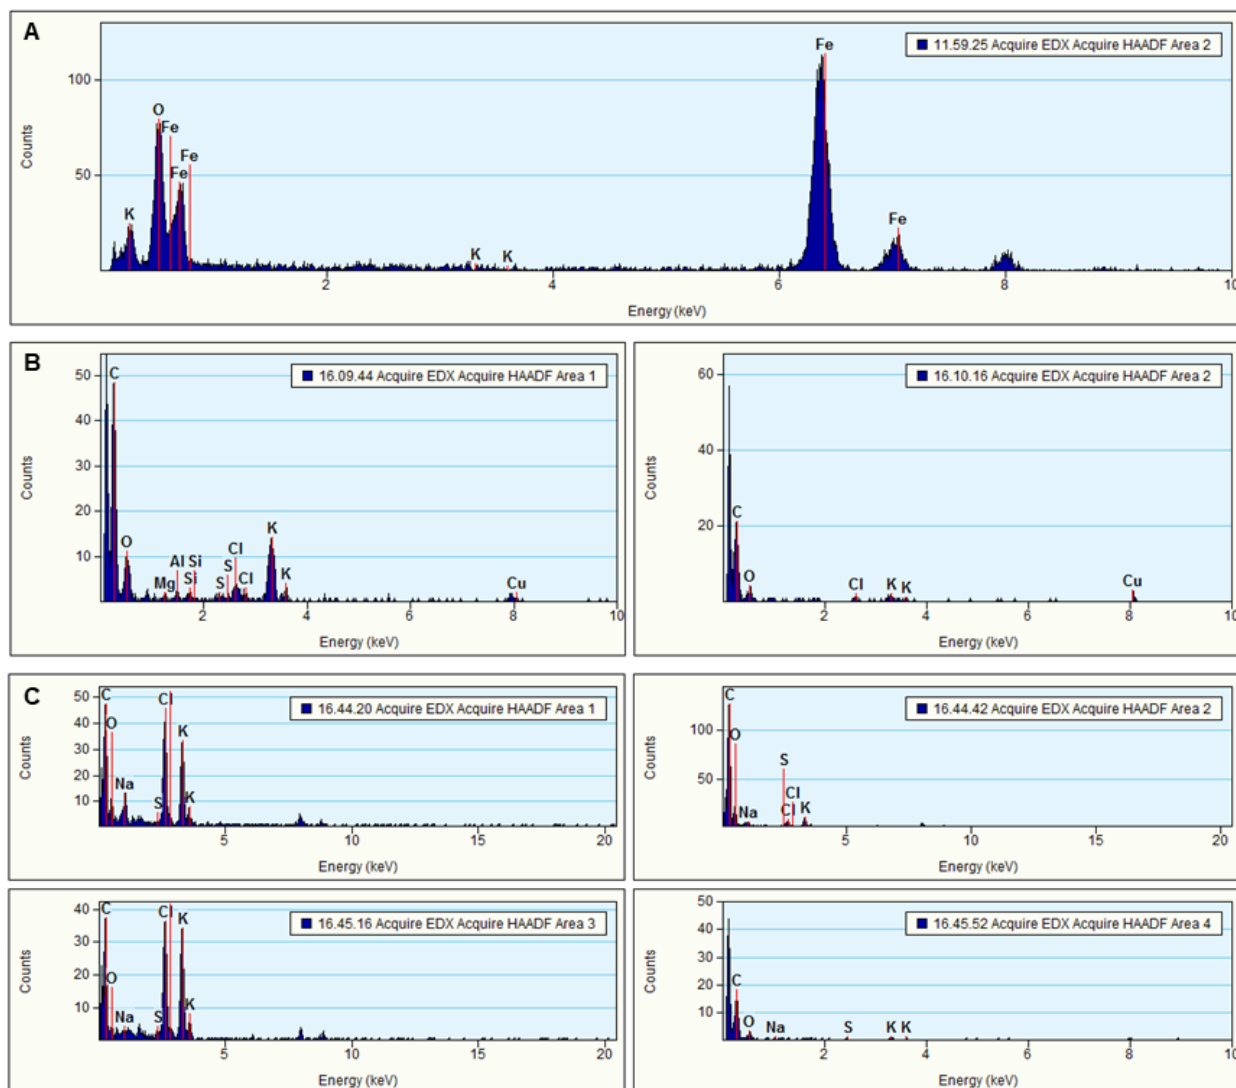 A
11.59.25 Acquire EDX Acquire HAADF Area 2
Counts
100
50
K
O
Fe
Fe
Fe
K
K
Fe
Fe
2
4
6
8
10
Energy (keV)
B
16.09.44 Acquire EDX Acquire HAADF Area 1
Counts
50
40
30
20
10
C
O
Mg
Al
Si
Si
S
S
Cl
Cl
K
K
Cu
2
4
6
8
10
Energy (keV)
16.10.16 Acquire EDX Acquire HAADF Area 2
Counts
60
40
20
C
O
Cl
K
K
Cu
2
4
6
8
10
Energy (keV)
C
16.44.20 Acquire EDX Acquire HAADF Area 1
Counts
50
40
30
20
10
C
O
Na
S
Cl
K
K
5
10
15
20
Energy (keV)
16.44.42 Acquire EDX Acquire HAADF Area 2
Counts
100
50
C
O
Na
S
Cl
Cl
K
5
10
15
20
Energy (keV)
16.45.16 Acquire EDX Acquire HAADF Area 3
Counts
40
30
20
10
C
O
Na
S
Cl
K
K
5
10
15
20
Energy (keV)
16.45.52 Acquire EDX Acquire HAADF Area 4
Counts
50
40
30
20
10
C
O
Na
S
K
K
2
4
6
8
10
Energy (keV)